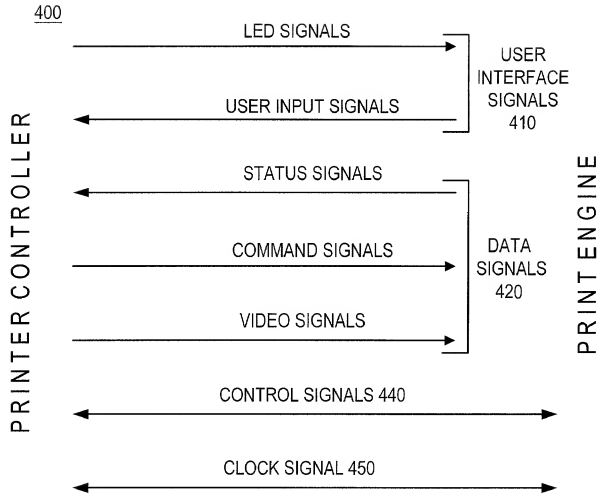 400
LED SIGNALS
USER INPUT SIGNALS
USER
INTERFACE
SIGNALS
410
STATUS SIGNALS
COMMAND SIGNALS
VIDEO SIGNALS
DATA
SIGNALS
420
CONTROL SIGNALS 440
CLOCK SIGNAL 450
PRINTER CONTROLLER
PRINT ENGINE